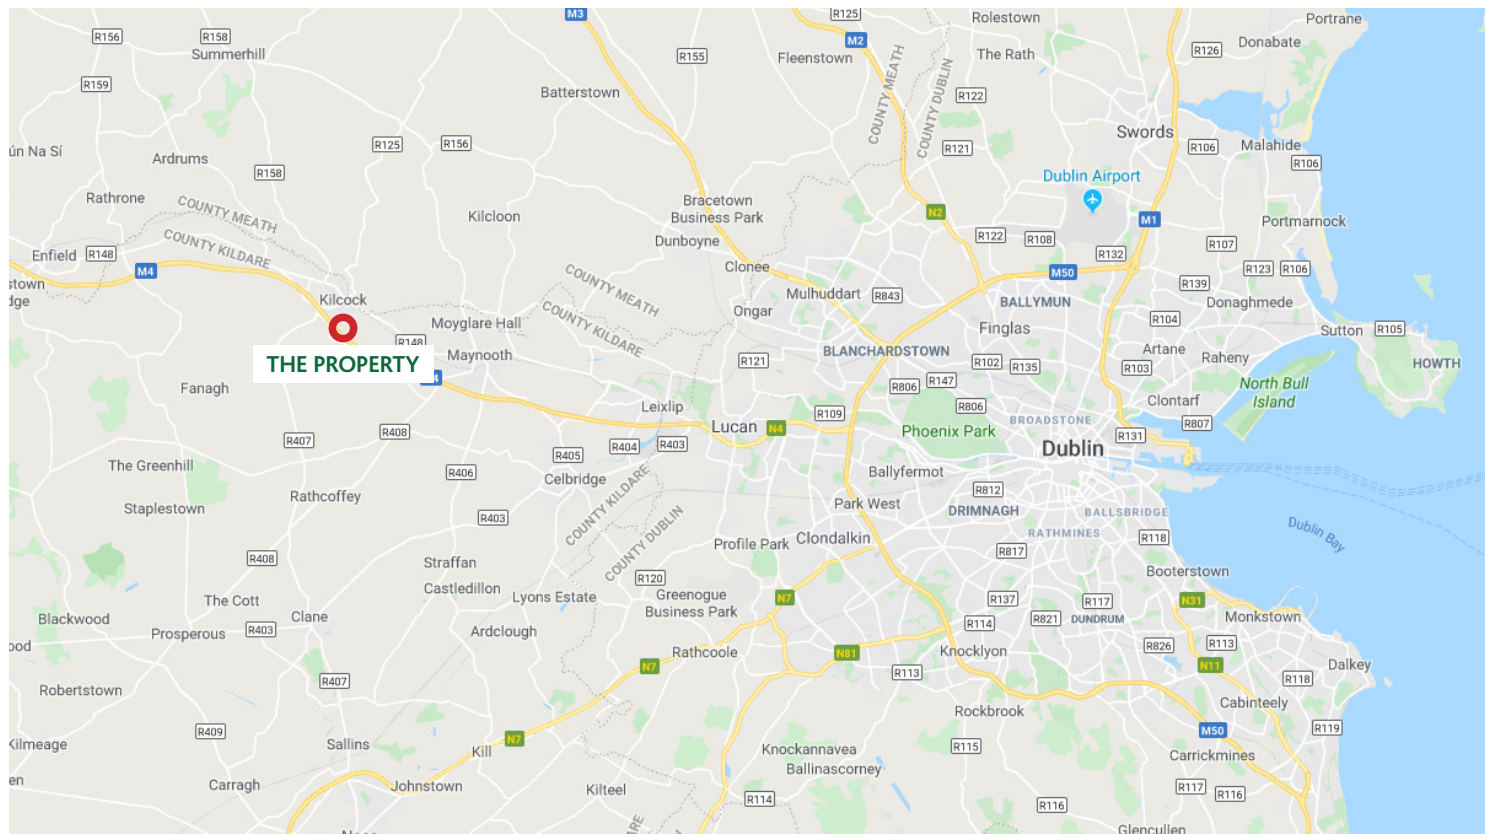 M3
R125
Rolestown
Portrane
R156
R158
M2
Donabate
Summerhill
R155
Fleenstown
The Rath
R126
R159
Batterstown
COUNTY MEATH
COUNTY DUBLIN
R122
Swords
ún Na Sí
Ardrums
R125
R156
R121
R106
Malahide
R106
R158
Dublin Airport
Rathrone
COUNTY MEATH
Kilcloon
Bracetown
Business Park
N2
M1
Portmarnock
Enfield
R148
COUNTY KILDARE
Dunboyne
R122
R108
R107
R132
M4
Clonee
M50
R123
R106
stown
dge
COUNTY MEATH
R139
Kilcock
Mulhuddart
R843
BALLYMUN
Donaghmede
Ongar
COUNTY KILDARE
R104
Moyglare Hall
Finglas
Sutton
R105
R148
Maynooth
BLANCHARDSTOWN
Artane
Raheny
THE PROPERTY
R121
R102
R135
R103
HOWTH
Fanagh
R806
R147
North Bull
Island
Leixlip
R806
Clontarf
R109
BROADSTONE
R807
Lucan
N4
Phoenix Park
R131
R407
R408
R404
R403
Dublin
The Greenhill
R406
R405
Ballyfermot
Celbridge
COUNTY KILDARE
R812
Rathcoffey
Park West
Staplestown
R403
DRIMNAGH
BALLSBRIDGE
COUNTY DUBLIN
Dublin Bay
RATHMINES
R118
Profile Park
Clondalkin
R408
Straffan
R817
Booterstown
R120
Castledillon
Lyons Estate
Greenogue
Business Park
N7
R137
R117
N31
The Cott
Clane
Blackwood
R114
R821
DUNDRUM
Monkstown
Prosperous
R403
Ardclough
ood
Rathcoole
N81
Knocklyon
R826
R113
N7
R113
N11
Dalkey
R407
R118
Robertstown
Cabinteely
Rockbrook
R409
M50
R119
Kilmeage
Sallins
Kill
N7
Knockannavea
R115
Carrickmines
Ballinascorney
en
Carragh
Johnstown
Kilteel
R114
R117
R116
R116
Glencullen